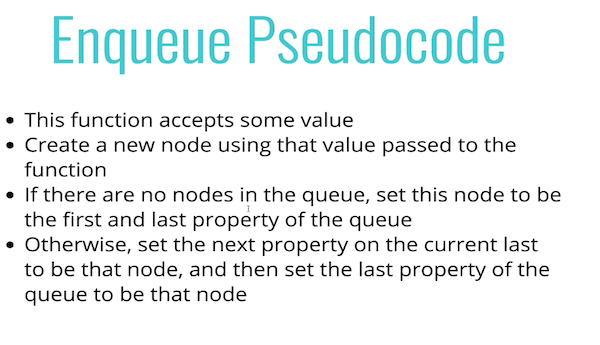 Enqueue Pseudocode
• This function accepts some value
• Create a new node using that value passed to the
function
• If there are no nodes in the queue, set this node to be
the first and last property of the queue
• Otherwise, set the next property on the current last
to be that node, and then set the last property of the
queue to be that node